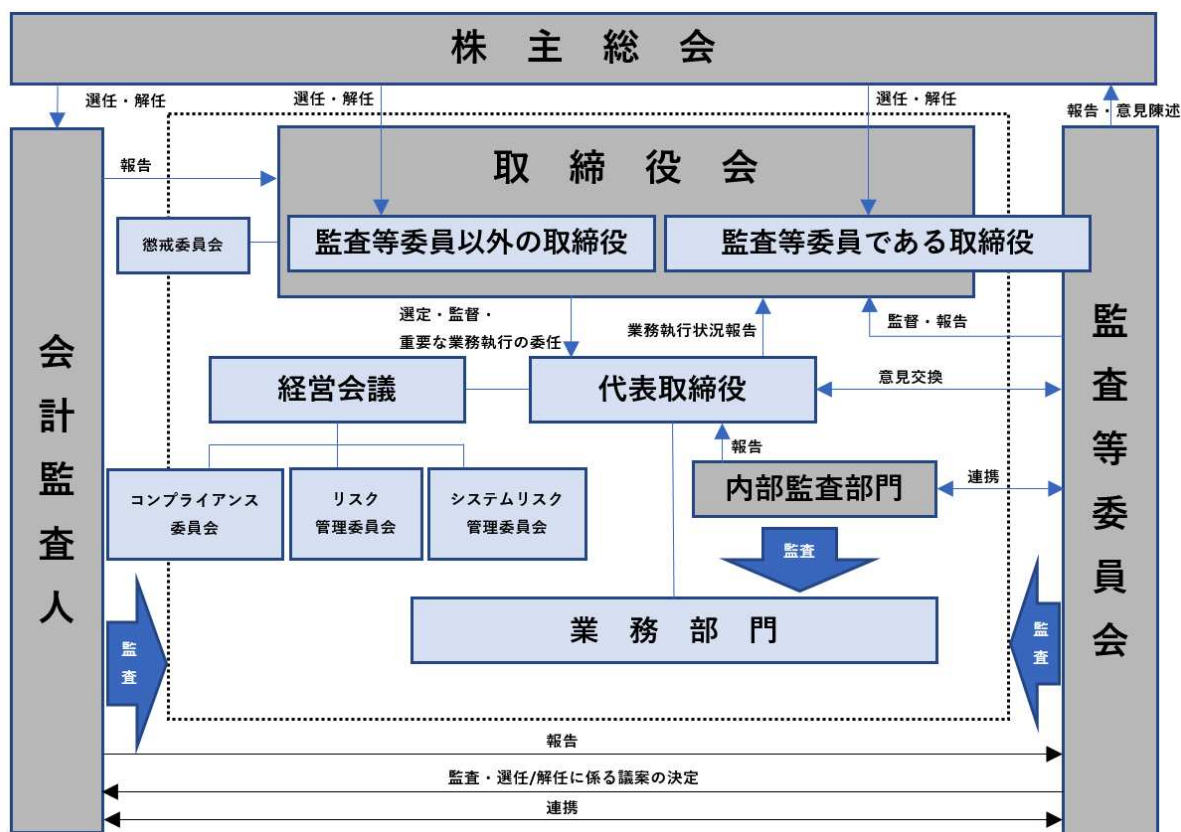 株主総会
選任・解任
選任・解任
選任・解任
報告・意見陳述
取締役会
報告
懲戒委員会
監査等委員以外の取締役
監査等委員である取締役
選定・監督・
重要な業務執行の委任
業務執行状況報告
監督・報告
会計監査人
監査等委員会
経営会議
代表取締役
意見交換
報告
内部監査部門
連携
コンプライアンス
委員会
リスク
管理委員会
システムリスク
管理委員会
監査
業務部門
監査
監査
報告
監査・選任/解任に係る議案の決定
連携